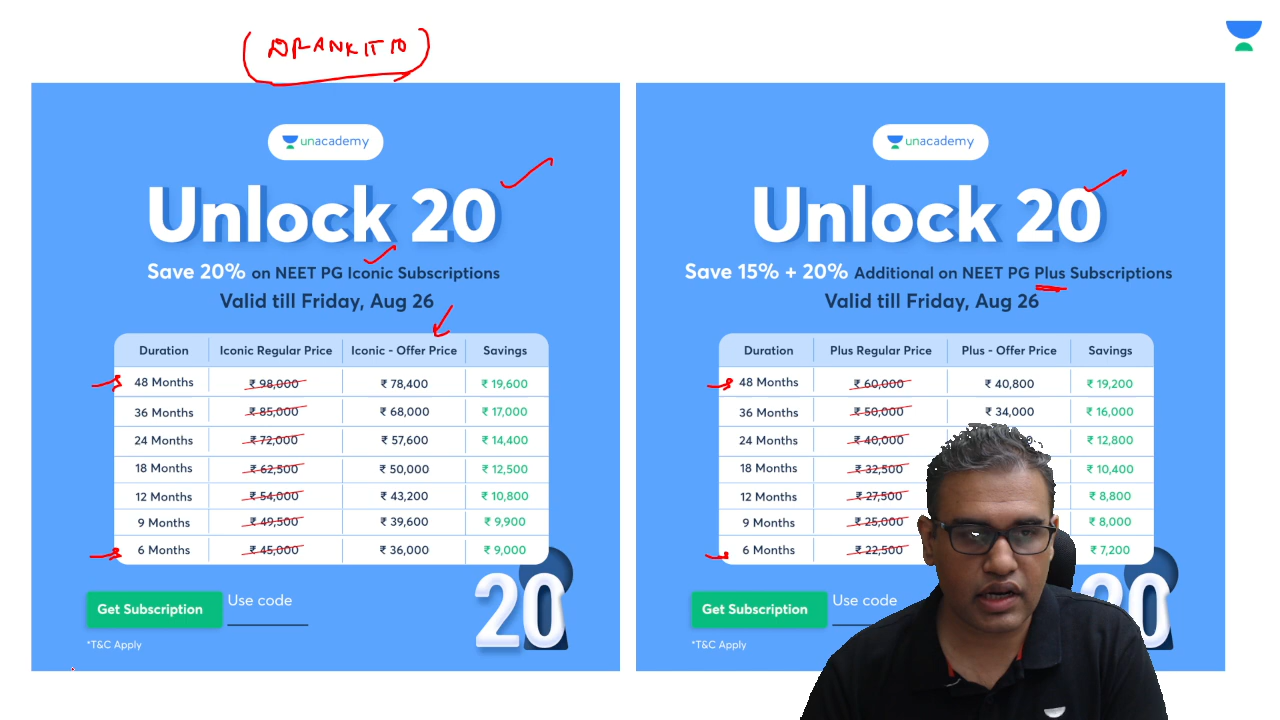 DRANKIT10
unacademy
Unlock 20
Save 20% on NEET PG Iconic Subscriptions
Valid till Friday, Aug 26
Duration Iconic Regular Price Iconic - Offer Price Savings
48 Months ₹ 98,000 ₹ 78,400 ₹ 19,600
36 Months ₹ 85,000 ₹ 68,000 ₹ 17,000
24 Months ₹ 72,000 ₹ 57,600 ₹ 14,400
18 Months ₹ 62,500 ₹ 50,000 ₹ 12,500
12 Months ₹ 54,000 ₹ 43,200 ₹ 10,800
9 Months ₹ 49,500 ₹ 39,600 ₹ 9,900
6 Months ₹ 45,000 ₹ 36,000 ₹ 9,000
Get Subscription Use code
20
*T&C Apply
unacademy
Unlock 20
Save 15% + 20% Additional on NEET PG Plus Subscriptions
Valid till Friday, Aug 26
Duration Plus Regular Price Plus - Offer Price Savings
48 Months ₹ 60,000 ₹ 40,800 ₹ 19,200
36 Months ₹ 50,000 ₹ 34,000 ₹ 16,000
24 Months ₹ 40,000 ₹ 12,800
18 Months ₹ 32,500 ₹ 10,400
12 Months ₹ 27,500 ₹ 8,800
9 Months ₹ 25,000 ₹ 8,000
6 Months ₹ 22,500 ₹ 7,200
Get Subscription Use code
20
*T&C Apply